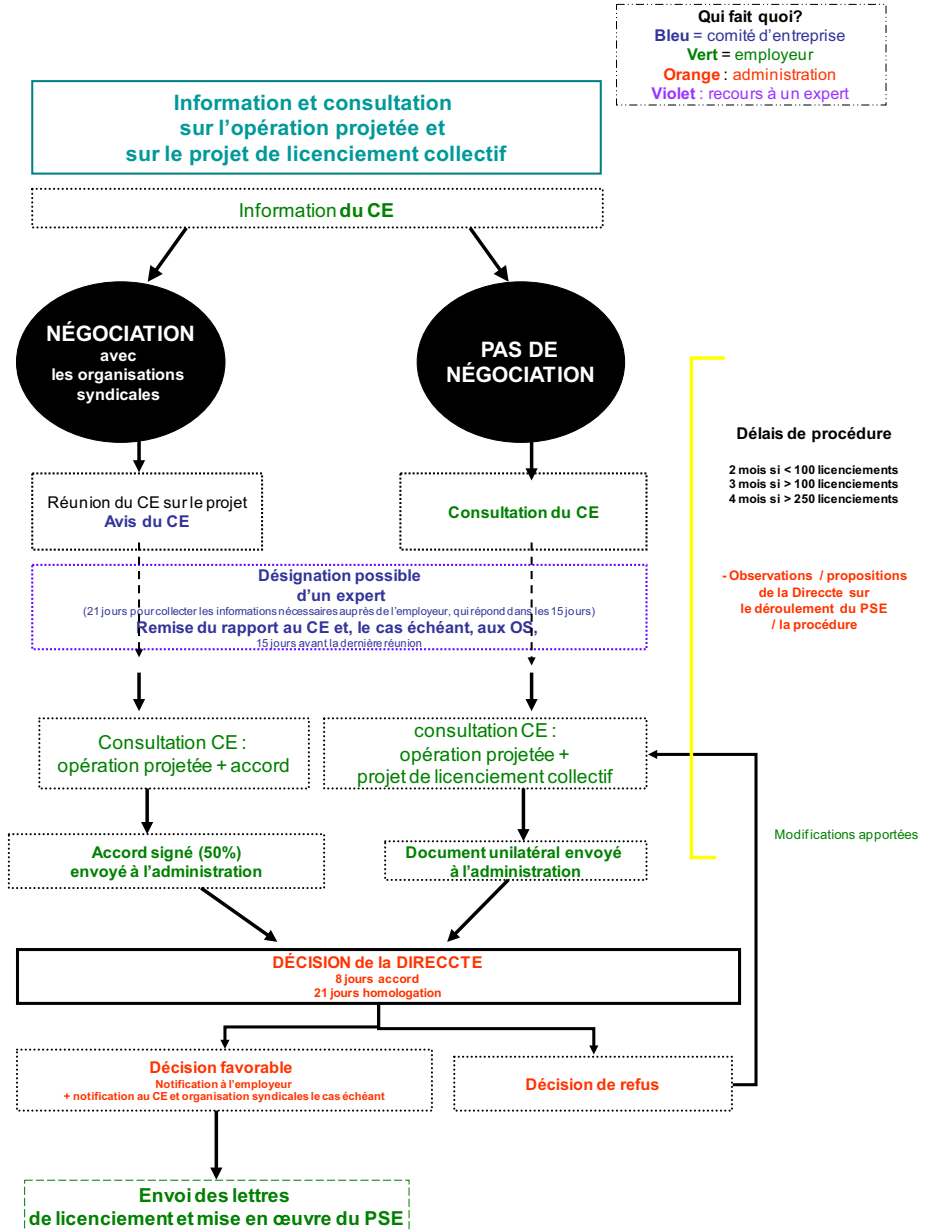 Qui fait quoi?
Bleu = comité d'entreprise
Vert = employeur
Orange : administration
Violet : recours à un expert
Information et consultation
sur l'opération projetée et
sur le projet de licenciement collectif
Information du CE
NÉGOCIATION
avec
les organisations
syndicales
PAS DE
NÉGOCIATION
Délais de procédure
2 mois si < 100 licenciements
3 mois si > 100 licenciements
4 mois si > 250 licenciements
Réunion du CE sur le projet
Avis du CE
Consultation du CE
Désignation possible
d'un expert
(21 jours pour collecter les informations nécessaires auprès de l'employeur, qui répond dans les 15 jours)
Remise du rapport au CE et, le cas échéant, aux OS,
15 jours avant la dernière réunion
- Observations / propositions
de la Direccte sur
le déroulement du PSE
/ la procédure
Consultation CE :
opération projetée + accord
consultation CE :
opération projetée +
projet de licenciement collectif
Modifications apportées
Accord signé (50%)
envoyé à l'administration
Document unilatéral envoyé
à l'administration
DÉCISION de la DIRECCTE
8 jours accord
21 jours homologation
Décision favorable
Notification à l'employeur
+ notification au CE et organisation syndicales le cas échéant
Décision de refus
Envoi des lettres
de licenciement et mise en œuvre du PSE